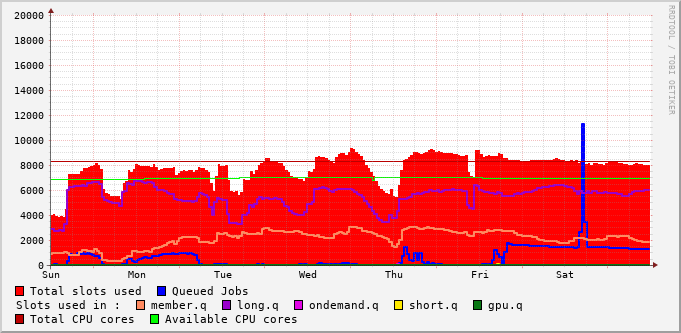 20000
18000
16000
14000
12000
10000
8000
6000
4000
2000
0
Sun Mon Tue Wed Thu Fri Sat
Total slots used Queued Jobs
Slots used in : member.q long.q ondemand.q short.q gpu.q
Total CPU cores Available CPU cores
RRDTOOL / TOBI OETIKER